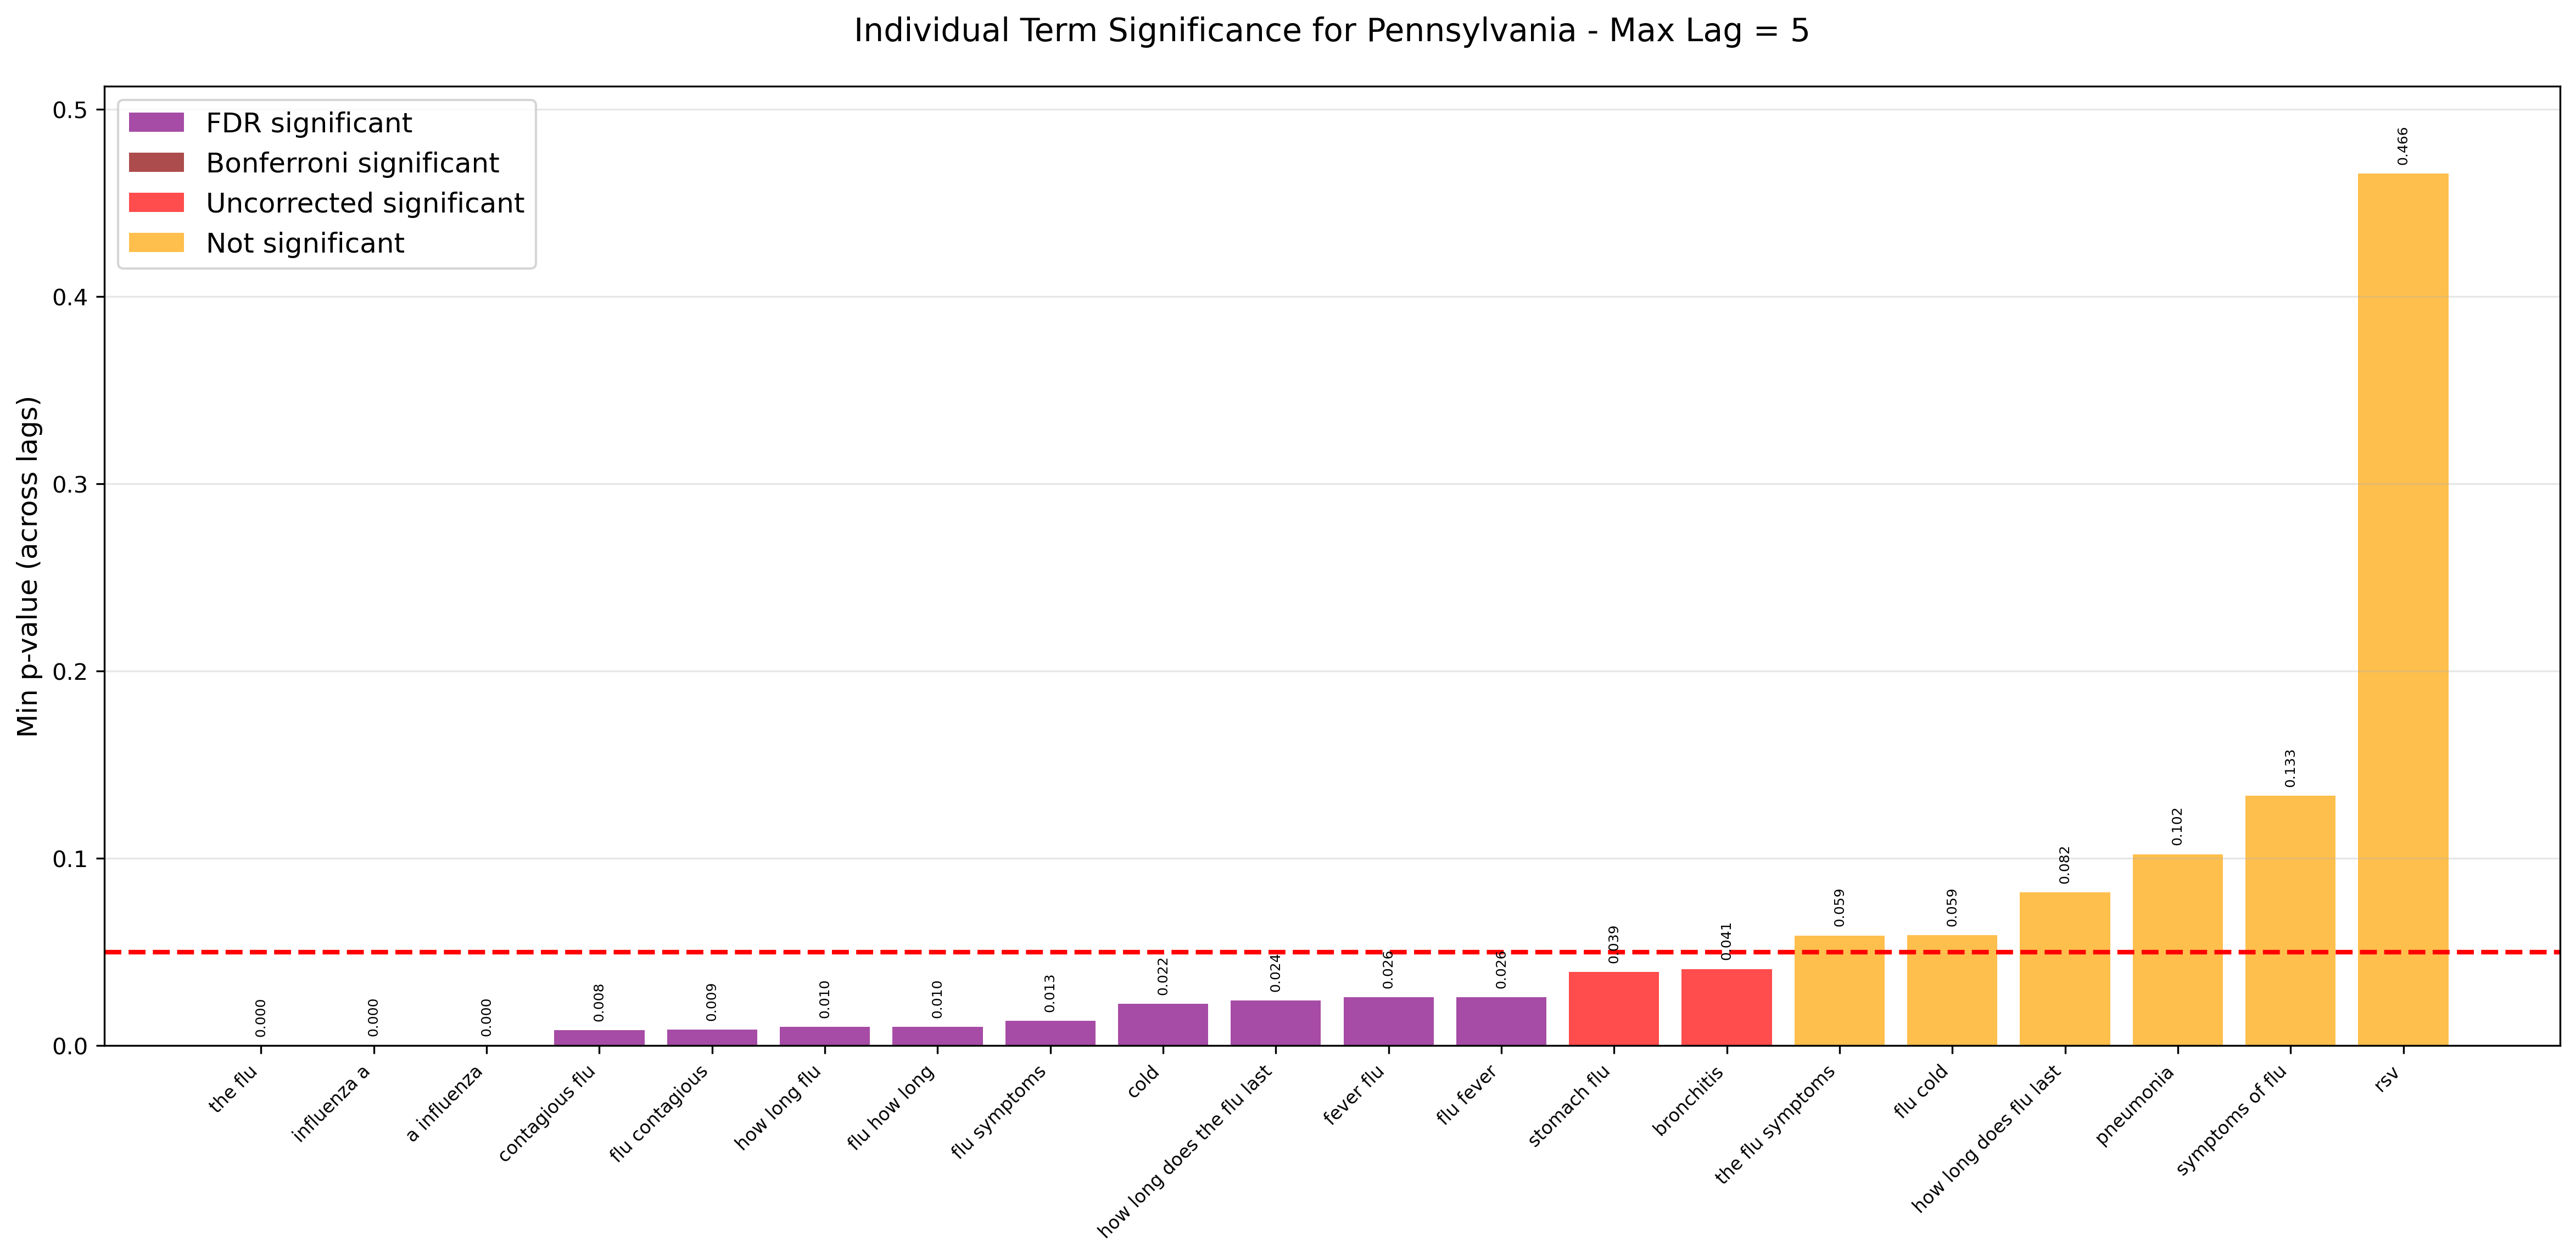 Individual Term Significance for Pennsylvania - Max Lag = 5
FDR significant
Bonferroni significant
Uncorrected significant
Not significant
Min p-value (across lags)
0.5
0.4
0.3
0.2
0.1
0.0
0.000
0.000
0.000
0.008
0.009
0.010
0.010
0.013
0.022
0.024
0.026
0.026
0.039
0.041
0.059
0.059
0.082
0.102
0.133
0.466
the flu
influenza a
a influenza
contagious flu
flu contagious
how long flu
flu how long
flu symptoms
cold
how long does the flu last
fever flu
flu fever
stomach flu
bronchitis
the flu symptoms
flu cold
how long does flu last
pneumonia
symptoms of flu
rsv